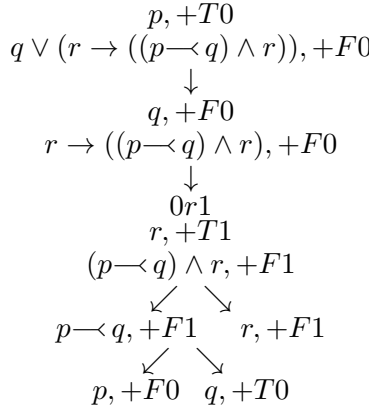 p, +T0
q ∨ (r → ((p⤙ q) ∧ r)), +F0
↓
q, +F0
r → ((p⤙ q) ∧ r), +F0
↓
0r1
r, +T1
(p⤙ q) ∧ r, +F1
↙ ↘
p⤙ q, +F1 r, +F1
↙ ↘
p, +F0 q, +T0